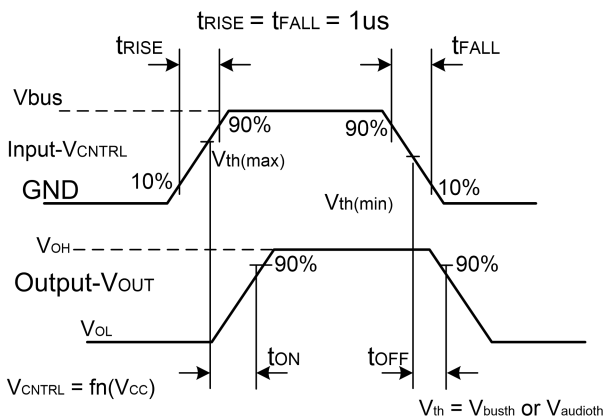 tRISE = tFALL = 1us
tRISE
tFALL
Vbus
90%
90%
Input-VCNTRL
Vth(max)
10%
10%
GND
Vth(min)
VOH
90%
90%
Output-VOUT
VOL
tON
tOFF
VCNTRL = fn(VCC)
Vth = Vbusth or Vaudioth